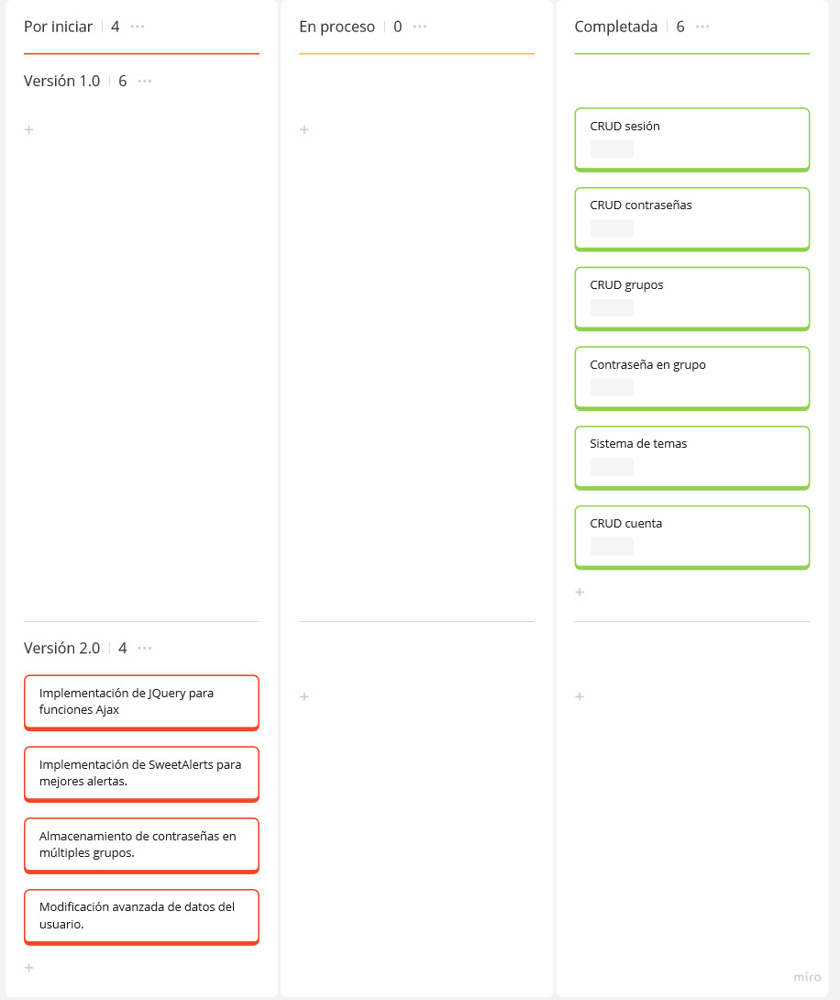 Por iniciar 4 ...
En proceso 0 ...
Completada 6 ...
Versión 1.0 6 ...
+
+
CRUD sesión
CRUD contraseñas
CRUD grupos
Contraseña en grupo
Sistema de temas
CRUD cuenta
+
Versión 2.0 4 ...
Implementación de JQuery para
funciones Ajax
Implementación de SweetAlerts para
mejores alertas.
Almacenamiento de contraseñas en
múltiples grupos.
Modificación avanzada de datos del
usuario.
+
+
+
miro